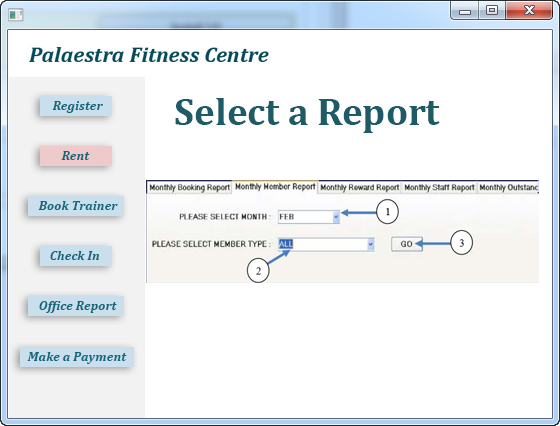 Palaestra Fitness Centre
Register
Rent
Book Trainer
Check In
Office Report
Make a Payment
Select a Report
Monthly Booking Report Monthly Member Report Monthly Reward Report Monthly Staff Report Monthly Outstanc
PLEASE SELECT MONTH : FEB 1
PLEASE SELECT MEMBER TYPE : ALL GO 3
2